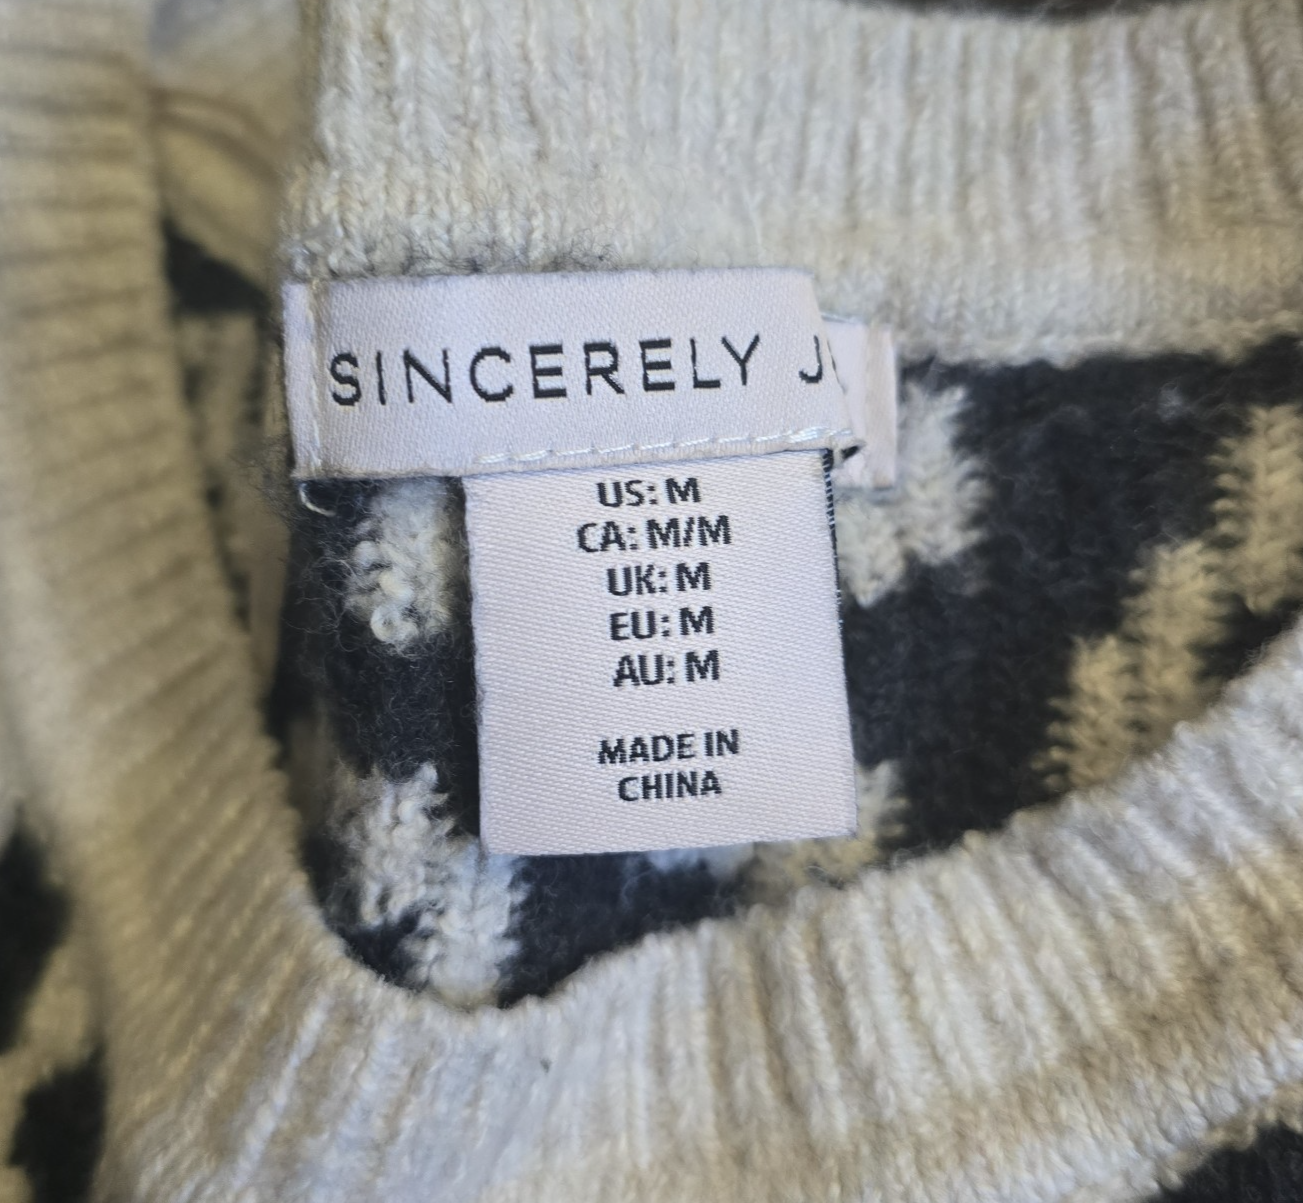 SINCERELY J
US: M
CA: M/M
UK: M
EU: M
AU: M
MADE IN
CHINA